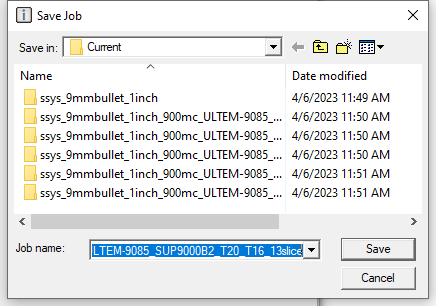 Save Job
Save in: Current
Name Date modified
ssys_9mmbullet_1inch 4/6/2023 11:49 AM
ssys_9mmbullet_1inch_900mc_ULTEM-9085_... 4/6/2023 11:50 AM
ssys_9mmbullet_1inch_900mc_ULTEM-9085_... 4/6/2023 11:50 AM
ssys_9mmbullet_1inch_900mc_ULTEM-9085_... 4/6/2023 11:50 AM
ssys_9mmbullet_1inch_900mc_ULTEM-9085_... 4/6/2023 11:51 AM
ssys_9mmbullet_1inch_900mc_ULTEM-9085_... 4/6/2023 11:51 AM
Job name: LTEM-9085_SUP9000B2_T20_T16_13slice Save
Cancel